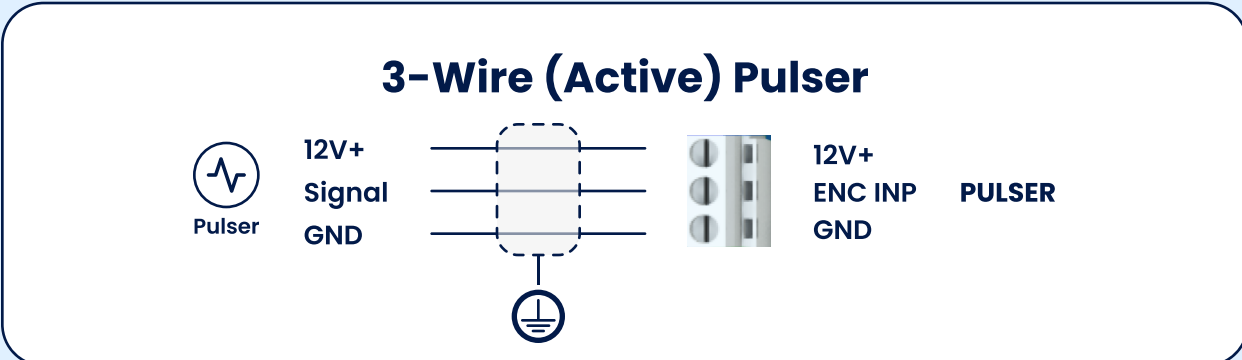 3-Wire (Active) Pulser
12V+
Signal
GND
Pulser
12V+
ENC INP PULSER
GND